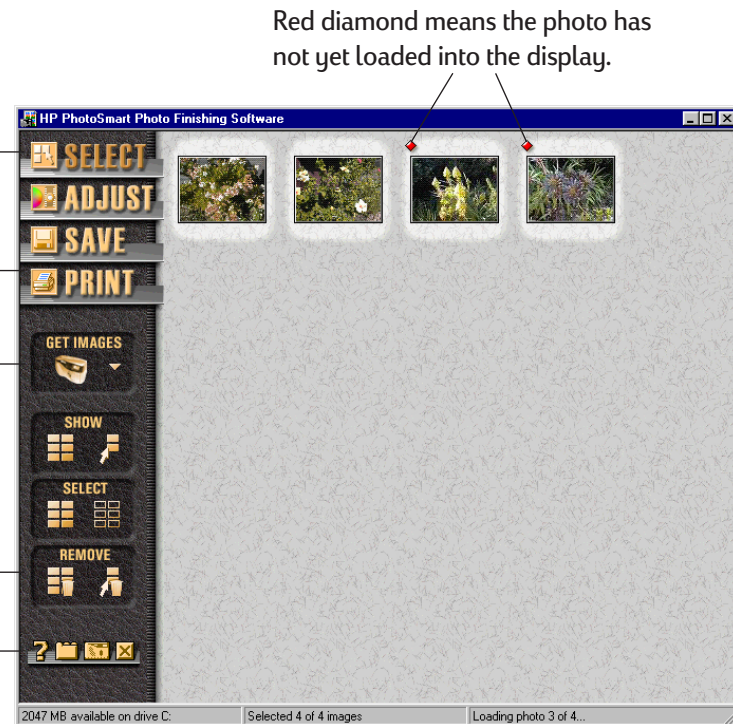 Red diamond means the photo has
not yet loaded into the display.
HP PhotoSmart Photo Finishing Software
SELECT
ADJUST
SAVE
PRINT
GET IMAGES
SHOW
SELECT
REMOVE
?
2047 MB available on drive C:
Selected 4 of 4 images
Loading photo 3 of 4...